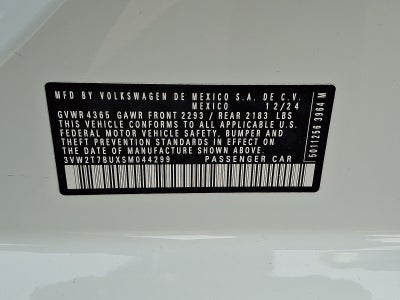 MFD BY VOLKSWAGEN DE MEXICO S.A. DE C.V.
MEXICO 12/24
GVWR 4365 GAWR FRONT 2293 / REAR 2183 LBS
THIS VEHICLE CONFORMS TO ALL APPLICABLE U.S.
FEDERAL MOTOR VEHICLE SAFETY, BUMPER AND
THEFT PREVENTION STANDARDS IN EFFECT ON THE
DATE OF MANUFACTURE SHOWN ABOVE.
3VW2T7BUXSM044299 PASSENGER CAR
5011256 3964 M